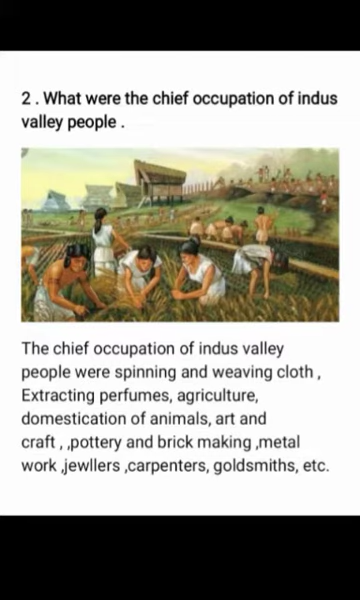 2 . What were the chief occupation of indus
valley people .
The chief occupation of indus valley
people were spinning and weaving cloth ,
Extracting perfumes, agriculture,
domestication of animals, art and
craft , ,pottery and brick making ,metal
work ,jewllers ,carpenters, goldsmiths, etc.